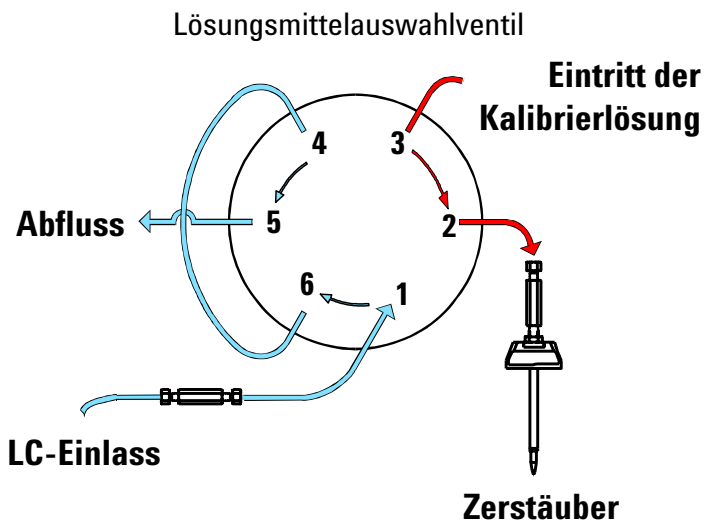 Lösungsmittelauswahlventil
Eintritt der
Kalibrierlösung
4
3
Abfluss
5
2
6
1
LC-Einlass
Zerstäuber